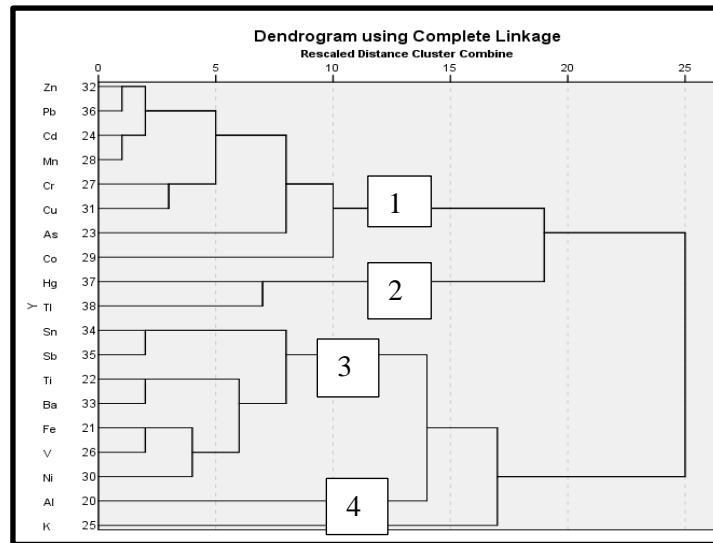 Dendrogram using Complete Linkage
Rescaled Distance Cluster Combine
0 5 10 15 20 25
Zn 32
Pb 36
Cd 24
Mn 28
Cr 27
Cu 31
1
As 23
Co 29
Hg 37
2
Y
Tl 38
Sn 34
3
Sb 35
Ti 22
Ba 33
Fe 21
V 26
Ni 30
Al 20
4
K 25